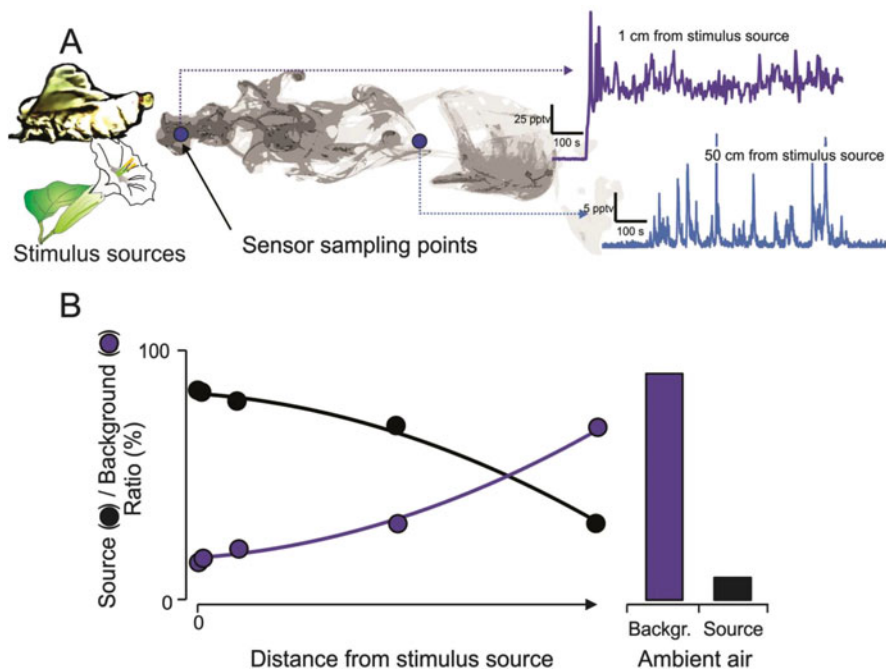 A
1 cm from stimulus source
25 pptv
100 s
50 cm from stimulus source
5 pptv
100 s
Stimulus sources
Sensor sampling points
B
Source (●) / Background (●)
Ratio (%)
100
0
0
Distance from stimulus source
Backgr. Source
Ambient air